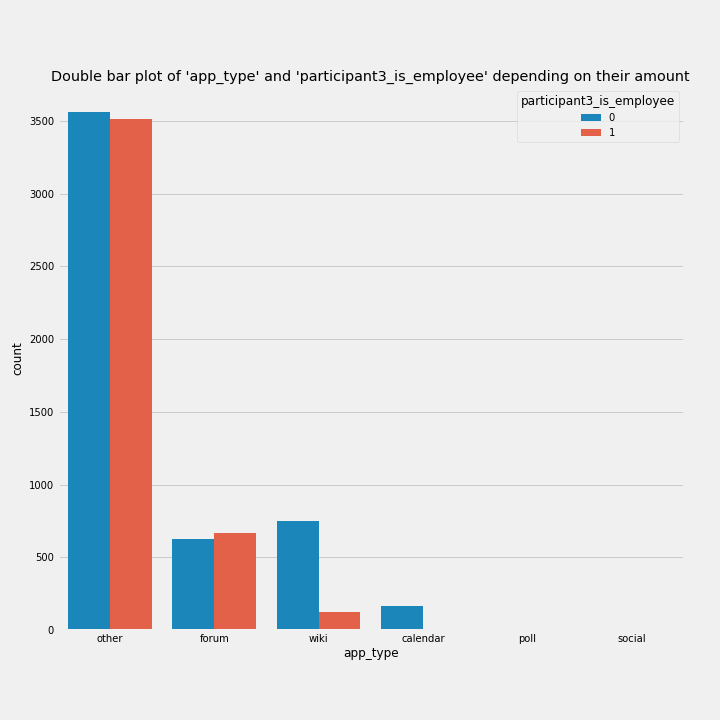 Double bar plot of 'app_type' and 'participant3_is_employee' depending on their amount
participant3_is_employee
0
1
3500
3000
2500
2000
1500
1000
500
0
count
other forum wiki calendar poll social
app_type